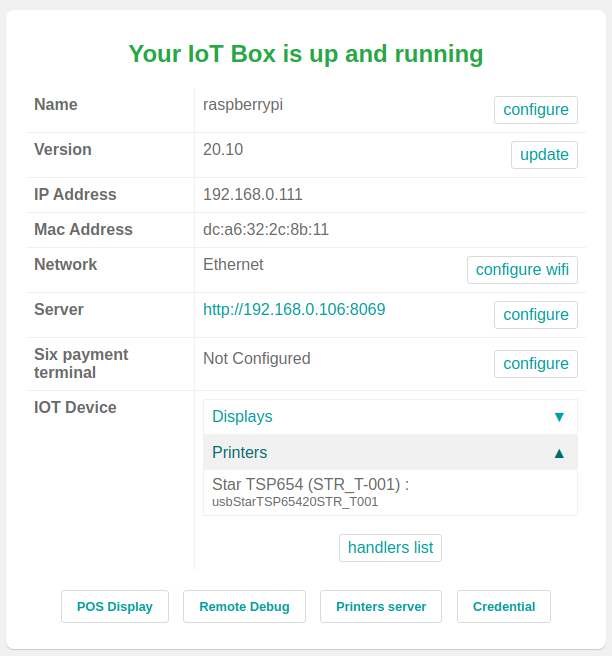 Your IoT Box is up and running
Name raspberrypi configure
Version 20.10 update
IP Address 192.168.0.111
Mac Address dc:a6:32:2c:8b:11
Network Ethernet configure wifi
Server http://192.168.0.106:8069 configure
Six payment
terminal Not Configured configure
IOT Device Displays ▼
Printers ▲
Star TSP654 (STR_T-001) :
usbStarTSP65420STR_T001
handlers list
POS Display Remote Debug Printers server Credential